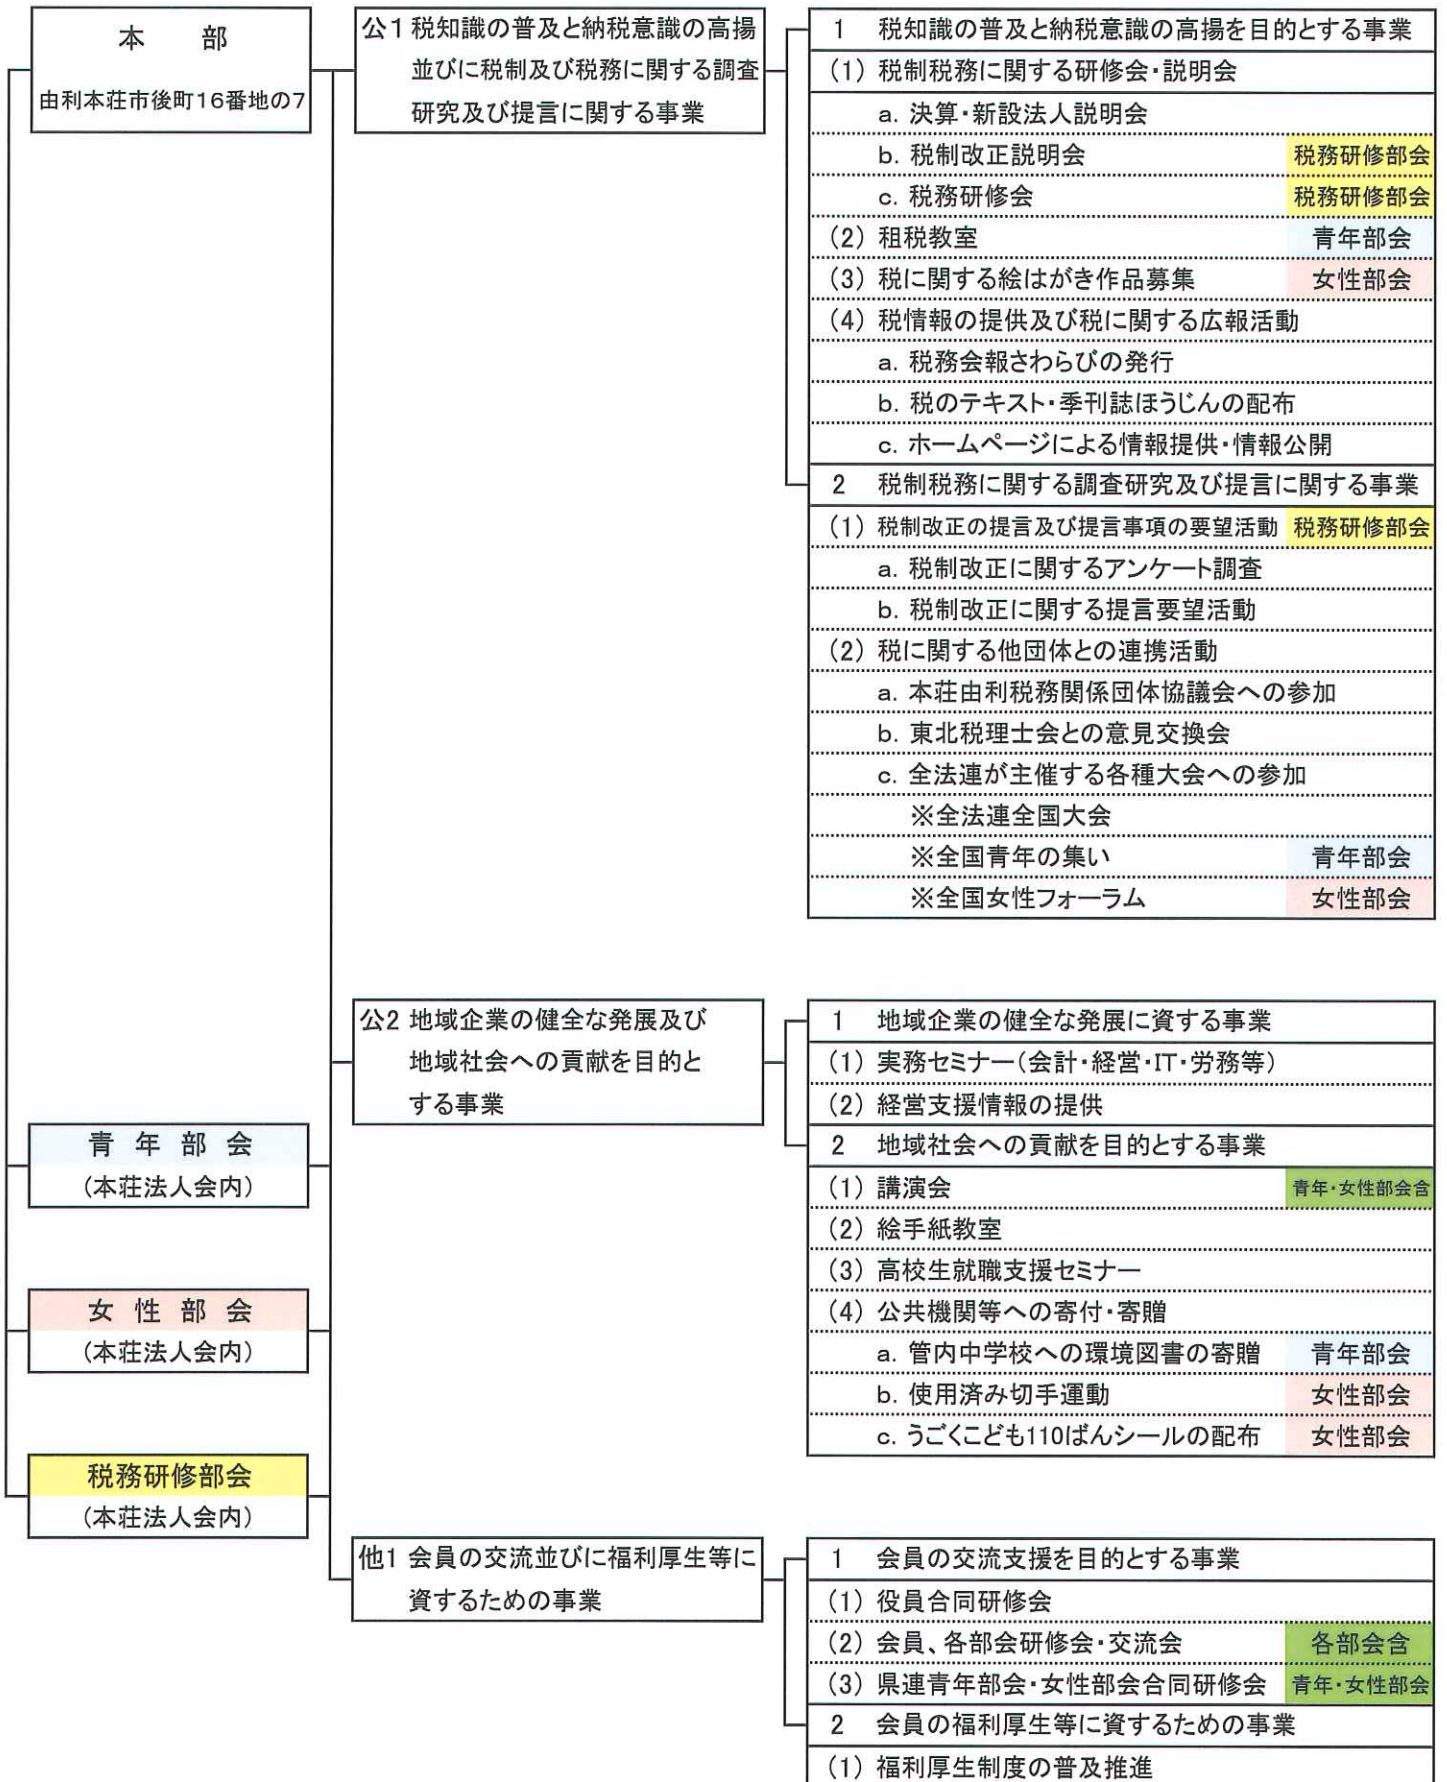 本　部
由利本荘市後町16番地の7
青 年 部 会
(本荘法人会内)
女 性 部 会
(本荘法人会内)
税務研修部会
(本荘法人会内)
公1 税知識の普及と納税意識の高揚
並びに税制及び税務に関する調査
研究及び提言に関する事業
1 税知識の普及と納税意識の高揚を目的とする事業
(1) 税制税務に関する研修会・説明会
a. 決算・新設法人説明会
b. 税制改正説明会 税務研修部会
c. 税務研修会 税務研修部会
(2) 租税教室 青年部会
(3) 税に関する絵はがき作品募集 女性部会
(4) 税情報の提供及び税に関する広報活動
a. 税務会報さわらびの発行
b. 税のテキスト・季刊誌ほうじんの配布
c. ホームページによる情報提供・情報公開
2 税制税務に関する調査研究及び提言に関する事業
(1) 税制改正の提言及び提言事項の要望活動 税務研修部会
a. 税制改正に関するアンケート調査
b. 税制改正に関する提言要望活動
(2) 税に関する他団体との連携活動
a. 本荘由利税務関係団体協議会への参加
b. 東北税理士会との意見交換会
c. 全法連が主催する各種大会への参加
※全法連全国大会
※全国青年の集い 青年部会
※全国女性フォーラム 女性部会
公2 地域企業の健全な発展及び
地域社会への貢献を目的と
する事業
1 地域企業の健全な発展に資する事業
(1) 実務セミナー(会計・経営・IT・労務等)
(2) 経営支援情報の提供
2 地域社会への貢献を目的とする事業
(1) 講演会 青年・女性部会含
(2) 絵手紙教室
(3) 高校生就職支援セミナー
(4) 公共機関等への寄付・寄贈
a. 管内中学校への環境図書の寄贈 青年部会
b. 使用済み切手運動 女性部会
c. うごくこども110ばんシールの配布 女性部会
他1 会員の交流並びに福利厚生等に
資するための事業
1 会員の交流支援を目的とする事業
(1) 役員合同研修会
(2) 会員、各部会研修会・交流会 各部会含
(3) 県連青年部会・女性部会合同研修会 青年・女性部会
2 会員の福利厚生等に資するための事業
(1) 福利厚生制度の普及推進